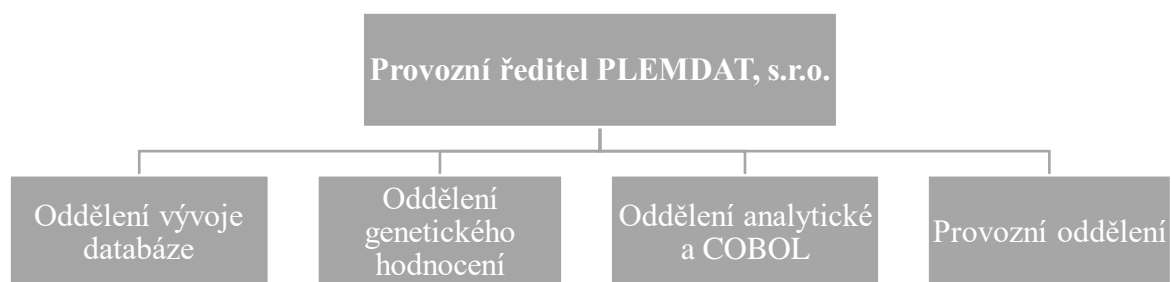 Provozní ředitel PLEMDAT, s.r.o.
Oddělení vývoje
databáze
Oddělení
genetického
hodnocení
Oddělení analytické
a COBOL
Provozní oddělení